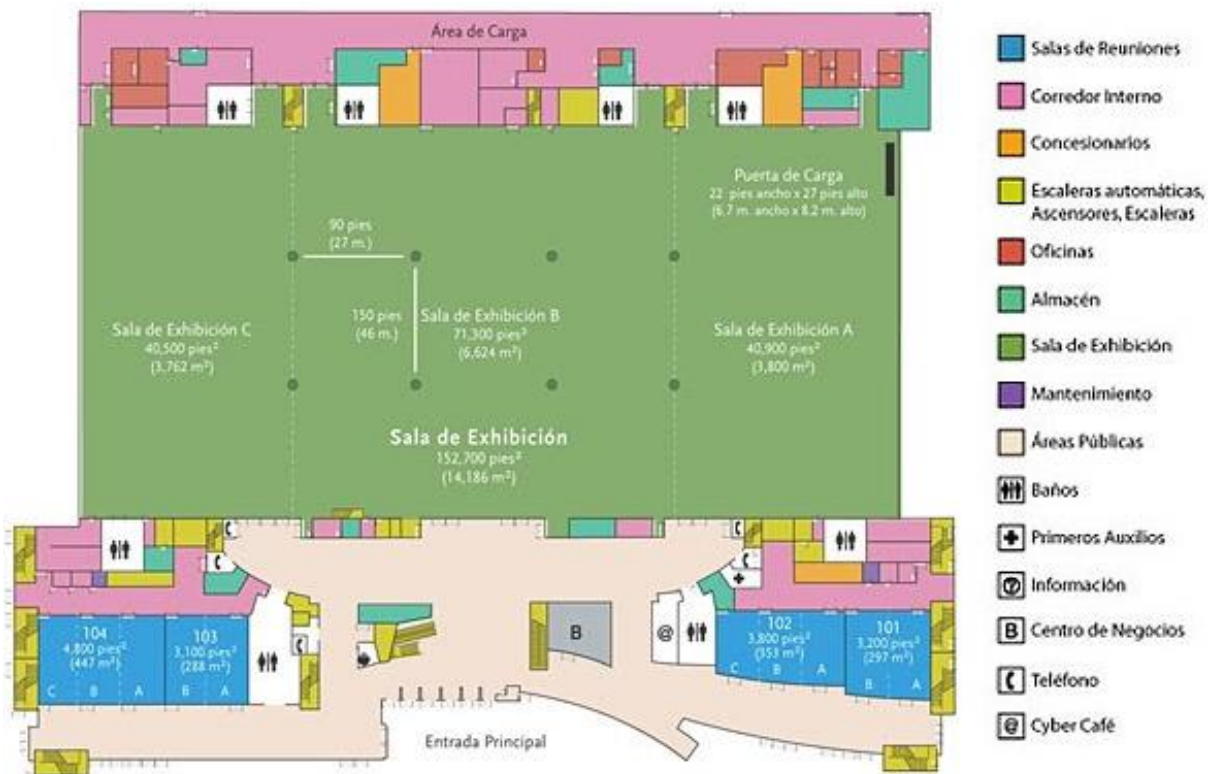 Área de Carga
Puerta de Carga
22 pies ancho x 27 pies alto
(6.7 m. ancho x 8.2 m. alto)
90 pies
(27 m.)
150 pies
(46 m.)
Sala de Exhibición C
40,500 pies²
(3,762 m²)
Sala de Exhibición B
71,300 pies²
(6,624 m²)
Sala de Exhibición A
40,900 pies²
(3,800 m²)
Sala de Exhibición
152,700 pies²
(14,186 m²)
104
4,800 pies²
(447 m²)
C B A
103
3,100 pies²
(288 m²)
B A
B
@
102
3,800 pies²
(353 m²)
C B A
101
3,200 pies²
(297 m²)
B A
Entrada Principal
Salas de Reuniones
Corredor Interno
Concesionarios
Escaleras automáticas,
Ascensores, Escaleras
Oficinas
Almacén
Sala de Exhibición
Mantenimiento
Áreas Públicas
Baños
Primeros Auxilios
? Información
B Centro de Negocios
Teléfono
@ Cyber Café